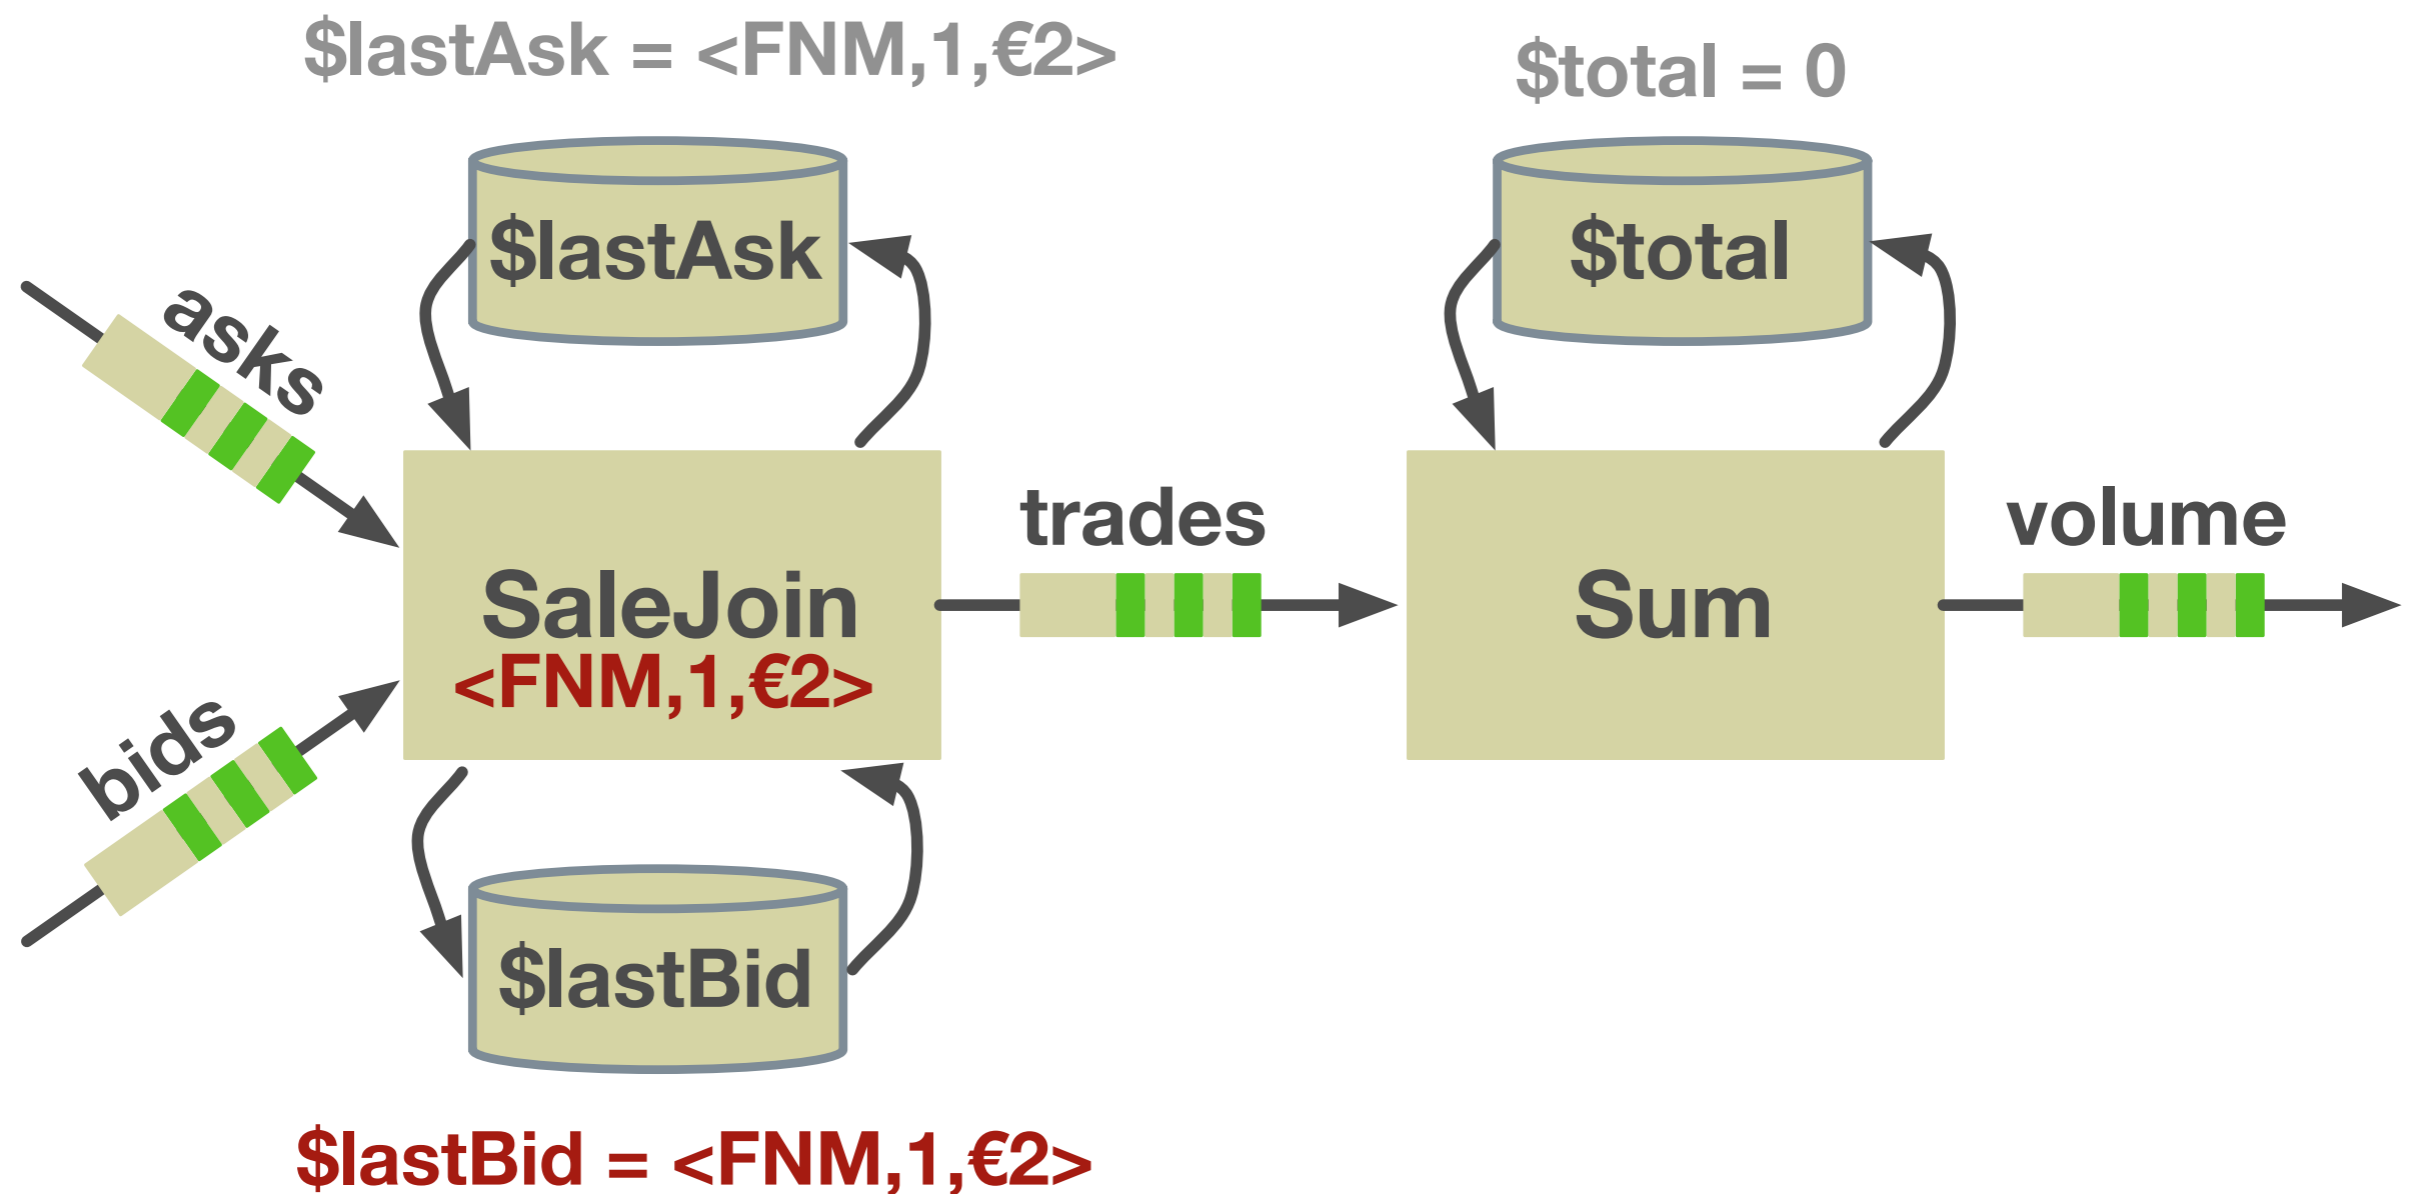 $lastAsk = <FNM,1,€2>
$total = 0
$lastAsk
$total
asks
trades
volume
SaleJoin
<FNM,1,€2>
Sum
bids
$lastBid
$lastBid = <FNM,1,€2>